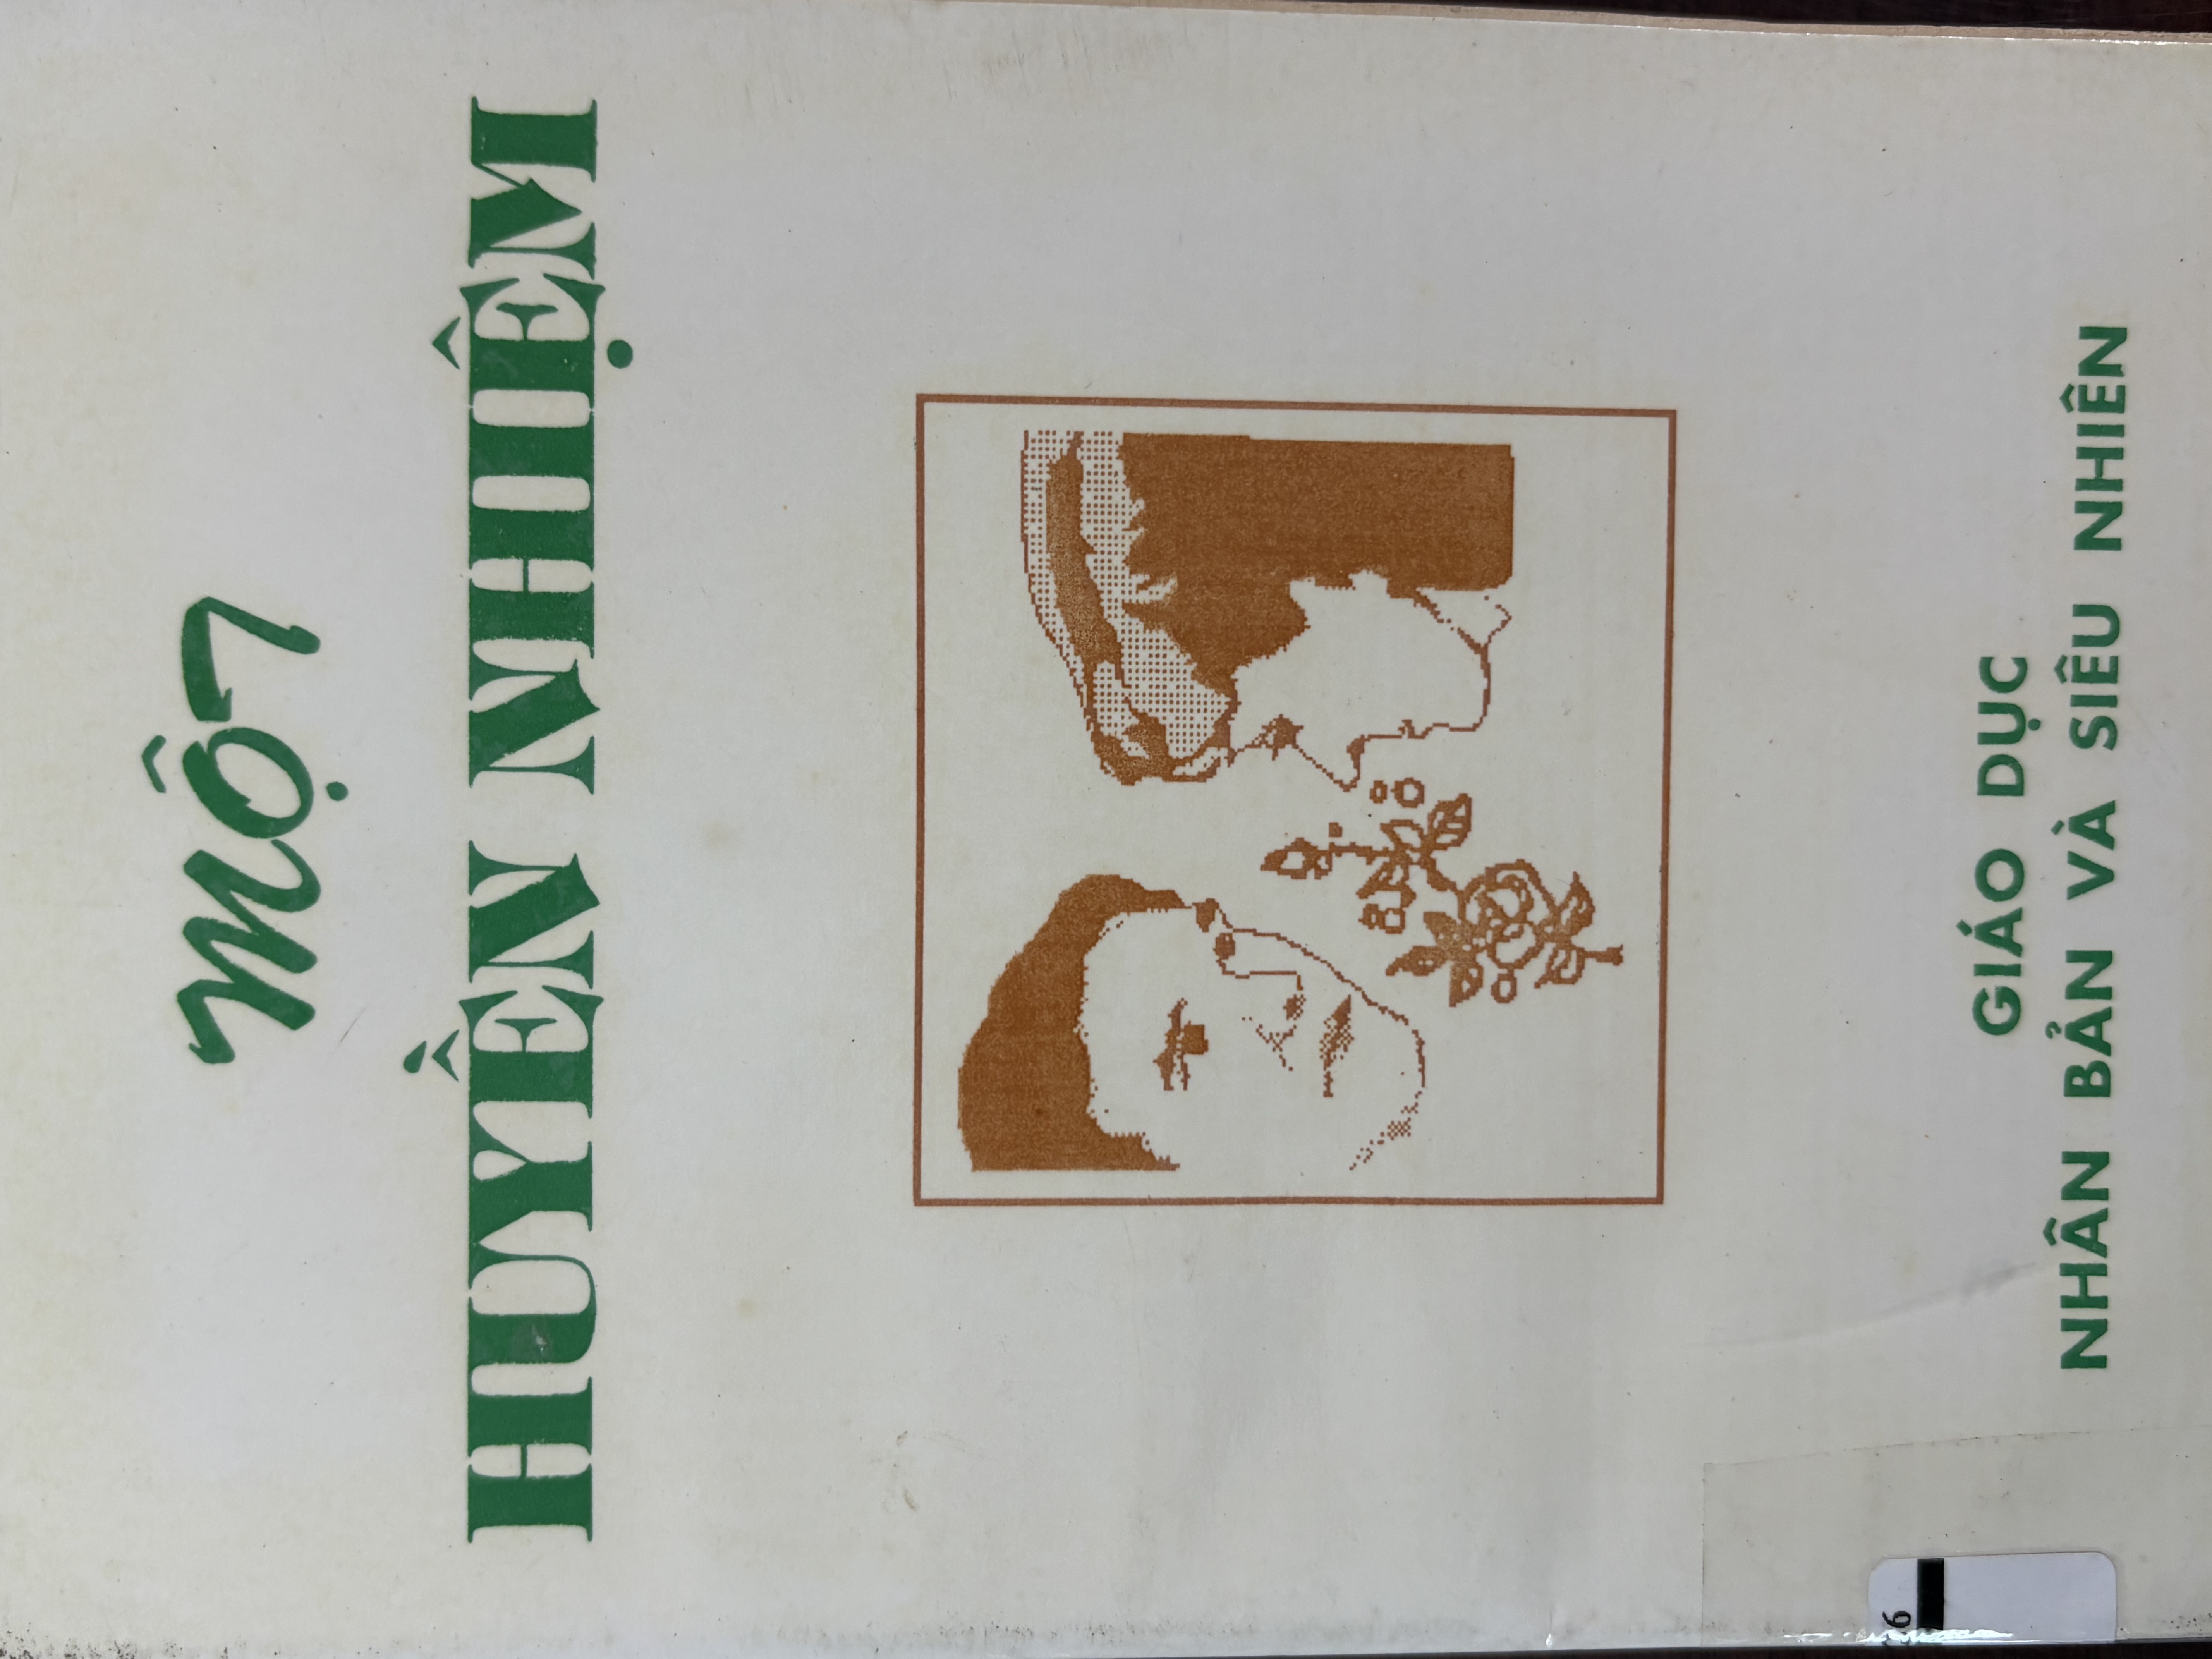 MỘT
HUYỀN NHIỆM
GIÁO DỤC
NHÂN BẢN VÀ SIÊU NHIÊN